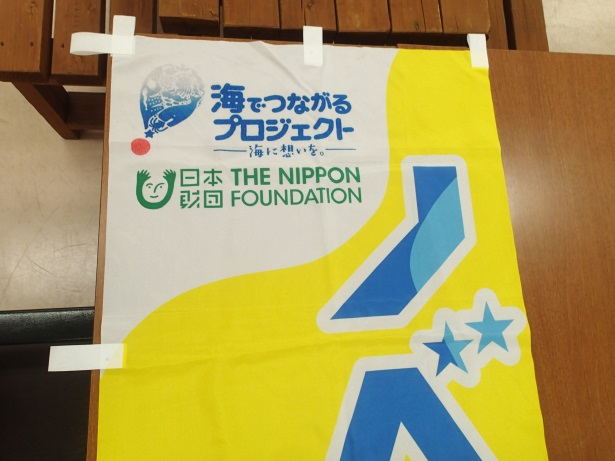 海でつながる
プロジェクト
海に想いを。
日本
財団
THE NIPPON
FOUNDATION
ノ